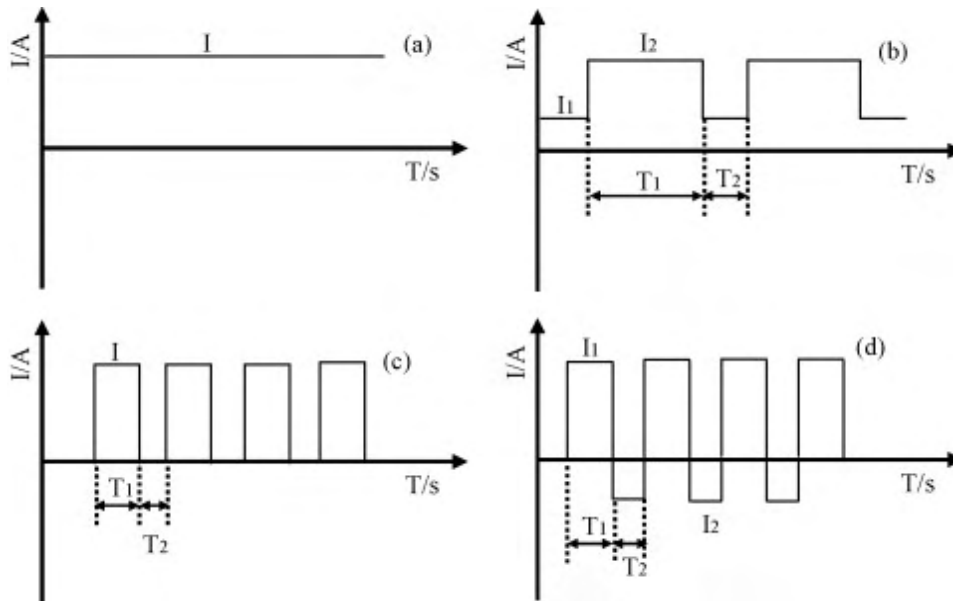 I/A
I
(a)
T/s
I/A
I1
I2
(b)
T/s
T1
T2
I/A
I
(c)
T/s
T1
T2
I/A
I1
(d)
T/s
T1
T2
I2